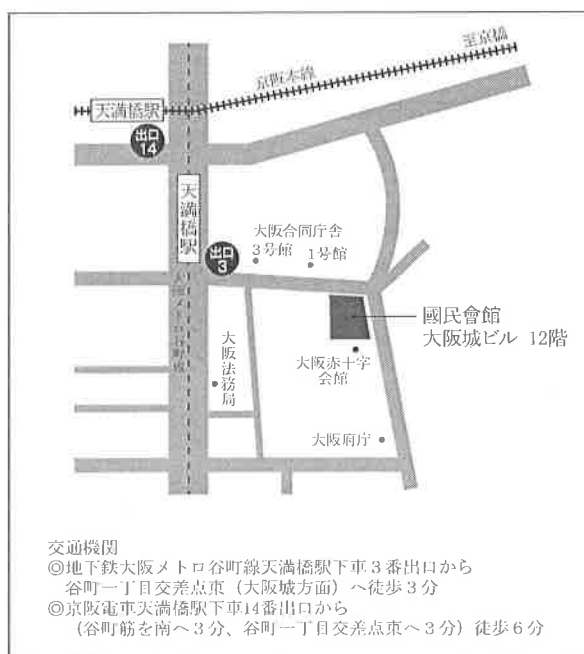 至京橋
京阪本線
天満橋駅
出口
14
天満橋駅
大阪合同庁舎
3号館
1号館
出口
3
大阪メトロ谷町線
國民會館
大阪城ビル 12階
大阪法務局
大阪赤十字
会館
大阪府庁
交通機関
◎地下鉄大阪メトロ谷町線天満橋駅下車3番出口から
谷町一丁目交差点東（大阪城方面）へ徒歩3分
◎京阪電車天満橋駅下車14番出口から
（谷町筋を南へ3分、谷町一丁目交差点東へ3分）徒歩6分